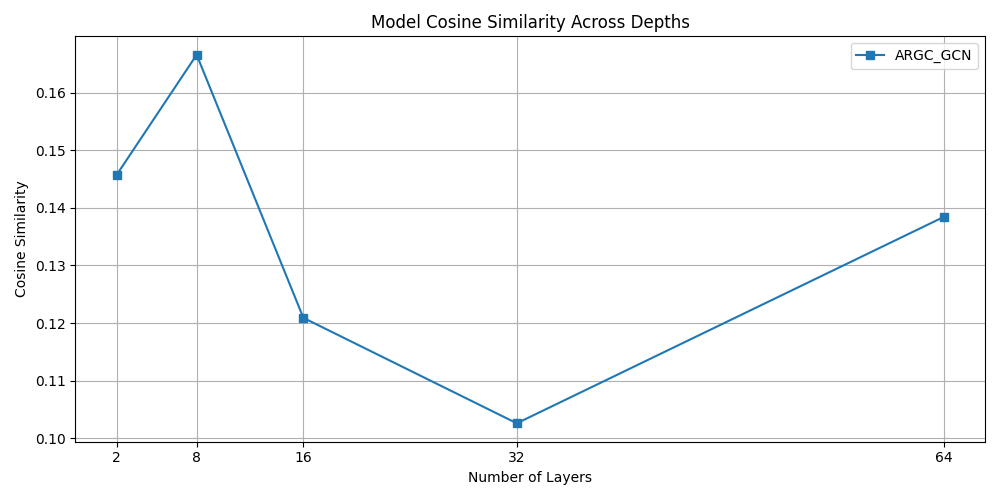 Model Cosine Similarity Across Depths
ARGC_GCN
Cosine Similarity
0.16
0.15
0.14
0.13
0.12
0.11
0.10
2 8 16 32 64
Number of Layers